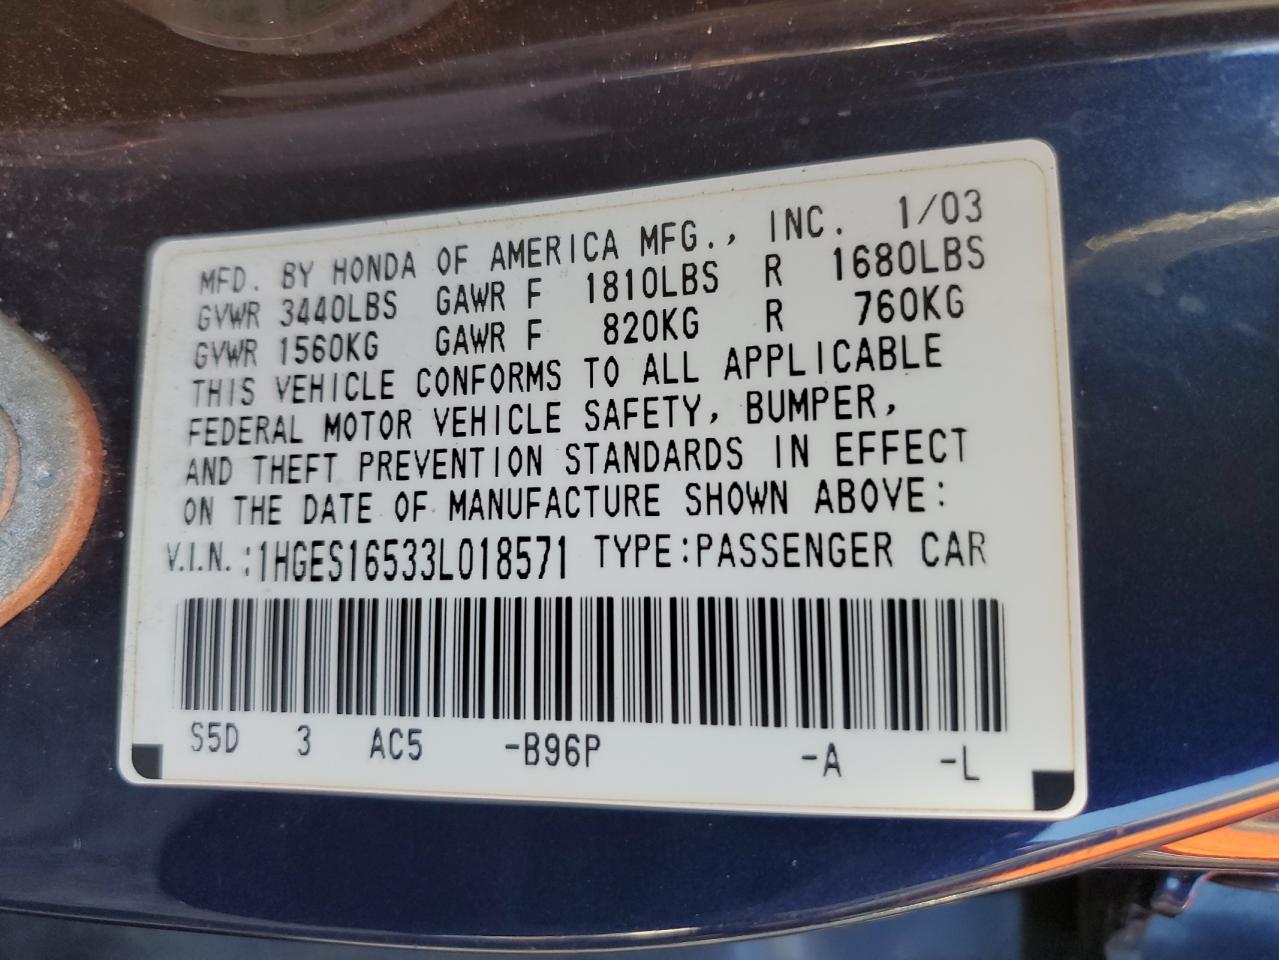 MFD. BY HONDA OF AMERICA MFG., INC. 1/03
GVWR 3440LBS GAWR F 1810LBS R 1680LBS
GVWR 1560KG GAWR F 820KG R 760KG
THIS VEHICLE CONFORMS TO ALL APPLICABLE
FEDERAL MOTOR VEHICLE SAFETY, BUMPER,
AND THEFT PREVENTION STANDARDS IN EFFECT
ON THE DATE OF MANUFACTURE SHOWN ABOVE:
V.I.N.:1HGES16533L018571 TYPE:PASSENGER CAR
S5D 3 AC5 -B96P -A -L